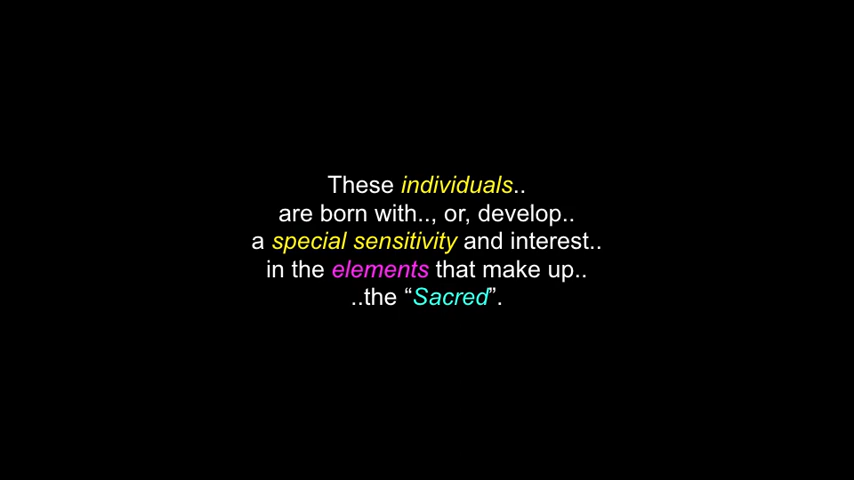 These individuals..
are born with.., or, develop..
a special sensitivity and interest..
in the elements that make up..
..the “Sacred”.